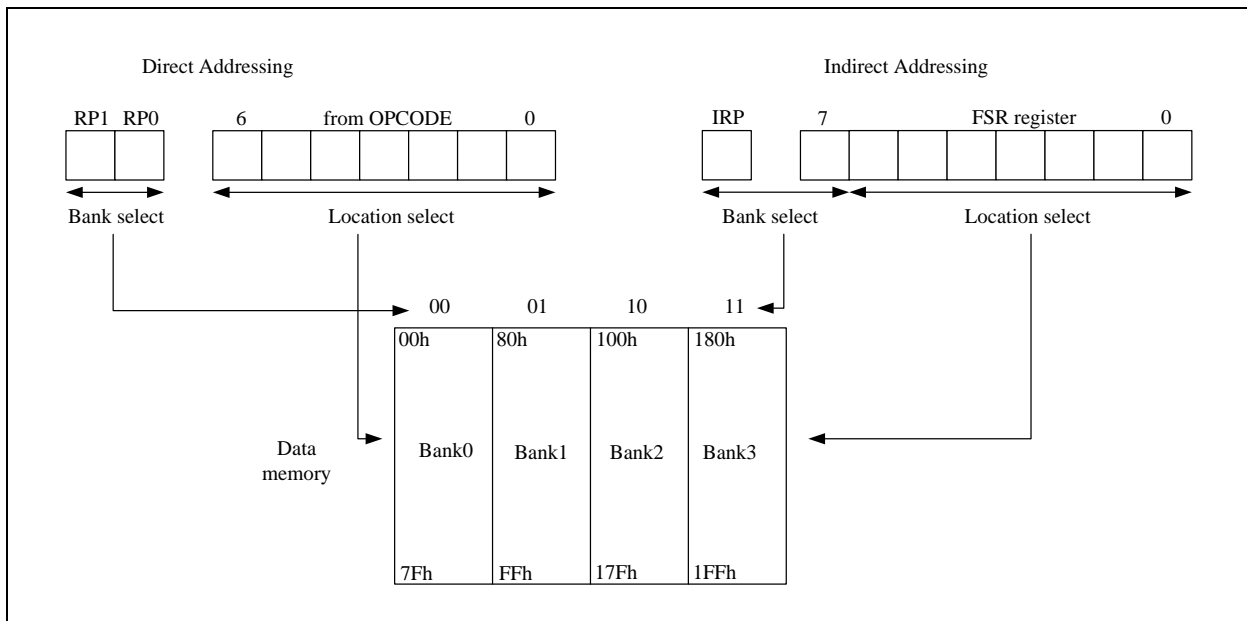 Direct Addressing
Indirect Addressing
RP1 RP0
6 from OPCODE 0
IRP
7 FSR register 0
Bank select
Location select
Bank select
Location select
00 01 10 11
00h 80h 100h 180h
Data
memory
Bank0 Bank1 Bank2 Bank3
7Fh FFh 17Fh 1FFh